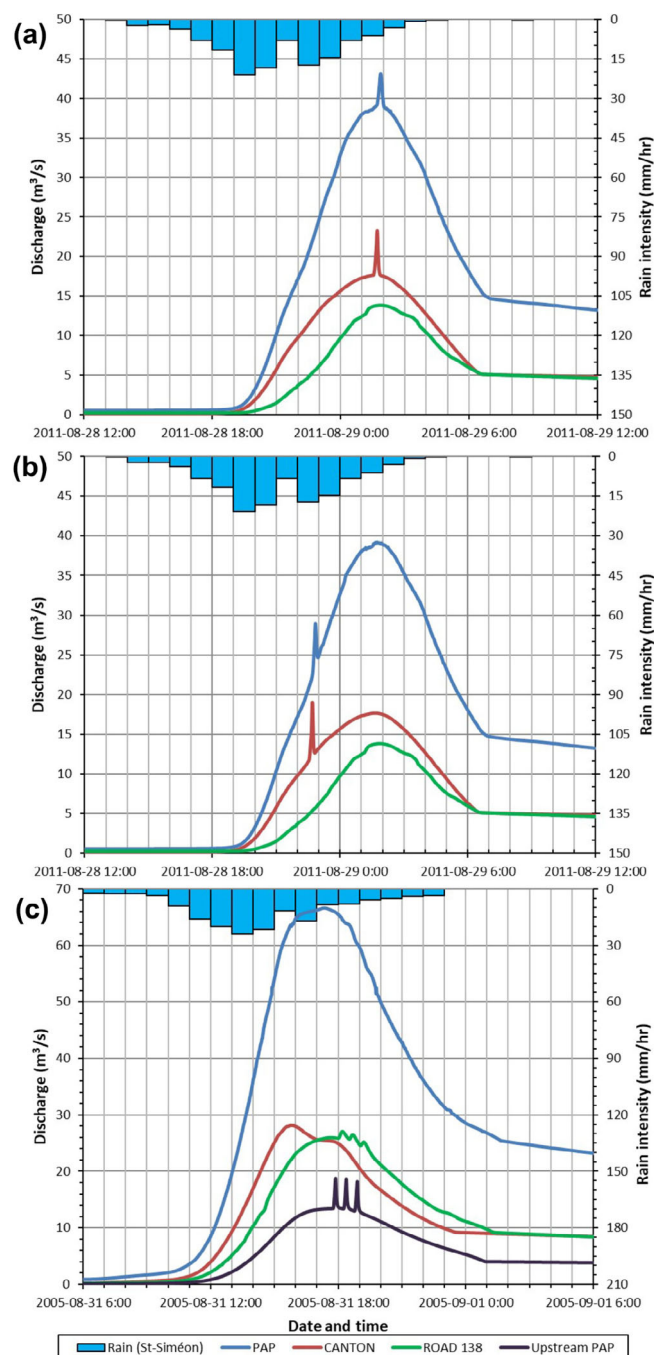 (a)
50 45 40 35 30 25 20 15 10 5 0
Discharge (m³/s)
0 15 30 45 60 75 90 105 120 135 150
Rain intensity (mm/hr)
2011-08-28 12:00 2011-08-28 18:00 2011-08-29 0:00 2011-08-29 6:00 2011-08-29 12:00
(b)
50 45 40 35 30 25 20 15 10 5 0
Discharge (m³/s)
0 15 30 45 60 75 90 105 120 135 150
Rain intensity (mm/hr)
2011-08-28 12:00 2011-08-28 18:00 2011-08-29 0:00 2011-08-29 6:00 2011-08-29 12:00
(c)
70 60 50 40 30 20 10 0
Discharge (m³/s)
0 30 60 90 120 150 180 210
Rain intensity (mm/hr)
2005-08-31 6:00 2005-08-31 12:00 2005-08-31 18:00 2005-09-01 0:00 2005-09-01 6:00
Date and time
Rain (St-Siméon) PAP CANTON ROAD 138 Upstream PAP